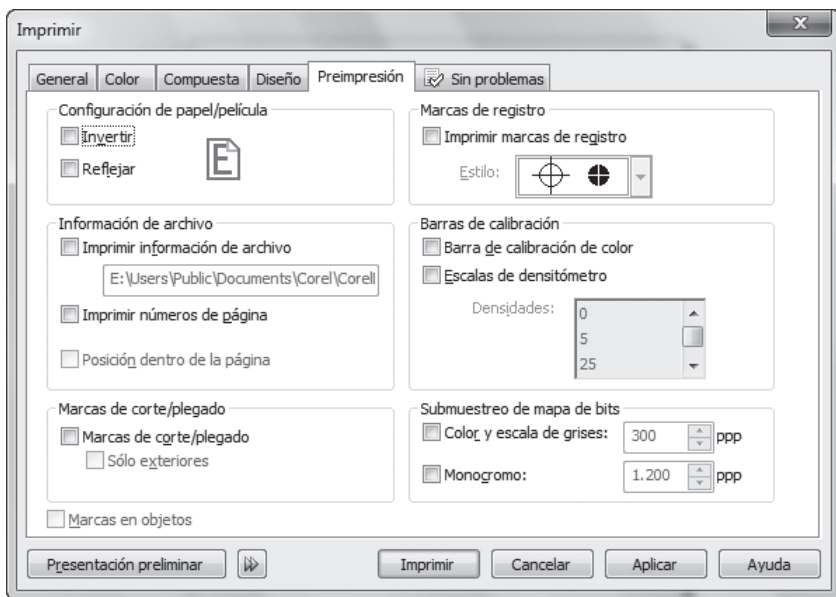 Imprimir
General Color Compuesta Diseño Preimpresión Sin problemas
Configuración de papel/película
Invertir
Reflejar
E
Marcas de registro
Imprimir marcas de registro
Estilo:
Información de archivo
Imprimir información de archivo
E:\Users\Public\Documents\Corel\Corell
Imprimir números de página
Posición dentro de la página
Barras de calibración
Barra de calibración de color
Escalas de densitómetro
Densidades:
0
5
25
Marcas de corte/plegado
Marcas de corte/plegado
Sólo exteriores
Submuestreo de mapa de bits
Color y escala de grises: 300 ppp
Monogromo: 1.200 ppp
Marcas en objetos
Presentación preliminar Imprimir Cancelar Aplicar Ayuda